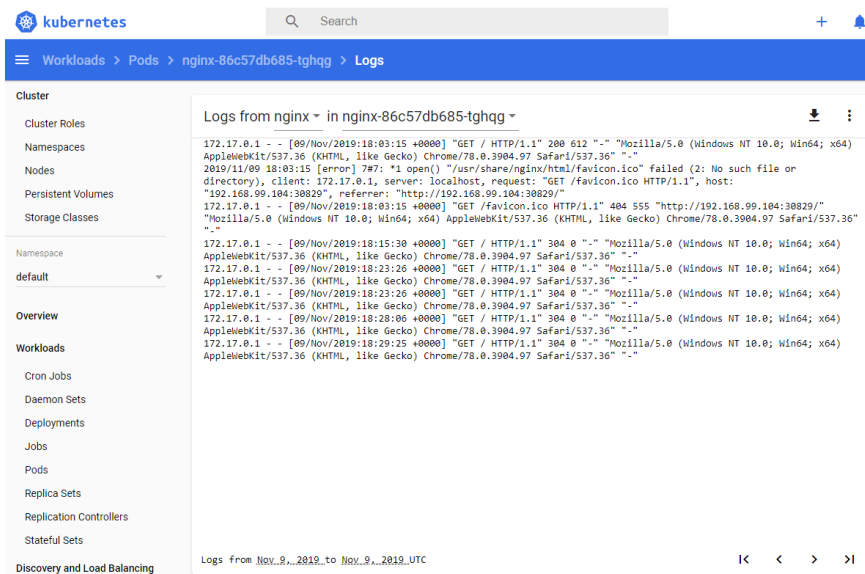 kubernetes
Search
Workloads > Pods > nginx-86c57db685-tghqg > Logs
Cluster
Cluster Roles
Namespaces
Nodes
Persistent Volumes
Storage Classes
Namespace
default
Overview
Workloads
Cron Jobs
Daemon Sets
Deployments
Jobs
Pods
Replica Sets
Replication Controllers
Stateful Sets
Discovery and Load Balancing
Logs from nginx in nginx-86c57db685-tghqg
172.17.0.1 - - [09/Nov/2019:18:03:15 +0000] "GET / HTTP/1.1" 200 612 "-" "Mozilla/5.0 (Windows NT 10.0; Win64; x64)
AppleWebKit/537.36 (KHTML, like Gecko) Chrome/78.0.3904.97 Safari/537.36" "-"
2019/11/09 18:03:15 [error] 7#7: *1 open() "/usr/share/nginx/html/favicon.ico" failed (2: No such file or
directory), client: 172.17.0.1, server: localhost, request: "GET /favicon.ico HTTP/1.1", host:
"192.168.99.104:30829", referrer: "http://192.168.99.104:30829/"
172.17.0.1 - - [09/Nov/2019:18:03:15 +0000] "GET /favicon.ico HTTP/1.1" 404 555 "http://192.168.99.104:30829/"
"Mozilla/5.0 (Windows NT 10.0; Win64; x64) AppleWebKit/537.36 (KHTML, like Gecko) Chrome/78.0.3904.97 Safari/537.36"
"-"
172.17.0.1 - - [09/Nov/2019:18:15:30 +0000] "GET / HTTP/1.1" 304 0 "-" "Mozilla/5.0 (Windows NT 10.0; Win64; x64)
AppleWebKit/537.36 (KHTML, like Gecko) Chrome/78.0.3904.97 Safari/537.36" "-"
172.17.0.1 - - [09/Nov/2019:18:23:26 +0000] "GET / HTTP/1.1" 304 0 "-" "Mozilla/5.0 (Windows NT 10.0; Win64; x64)
AppleWebKit/537.36 (KHTML, like Gecko) Chrome/78.0.3904.97 Safari/537.36" "-"
172.17.0.1 - - [09/Nov/2019:18:23:26 +0000] "GET / HTTP/1.1" 304 0 "-" "Mozilla/5.0 (Windows NT 10.0; Win64; x64)
AppleWebKit/537.36 (KHTML, like Gecko) Chrome/78.0.3904.97 Safari/537.36" "-"
172.17.0.1 - - [09/Nov/2019:18:28:06 +0000] "GET / HTTP/1.1" 304 0 "-" "Mozilla/5.0 (Windows NT 10.0; Win64; x64)
AppleWebKit/537.36 (KHTML, like Gecko) Chrome/78.0.3904.97 Safari/537.36" "-"
172.17.0.1 - - [09/Nov/2019:18:29:25 +0000] "GET / HTTP/1.1" 304 0 "-" "Mozilla/5.0 (Windows NT 10.0; Win64; x64)
AppleWebKit/537.36 (KHTML, like Gecko) Chrome/78.0.3904.97 Safari/537.36" "-"
Logs from Nov 9, 2019 to Nov 9, 2019 UTC